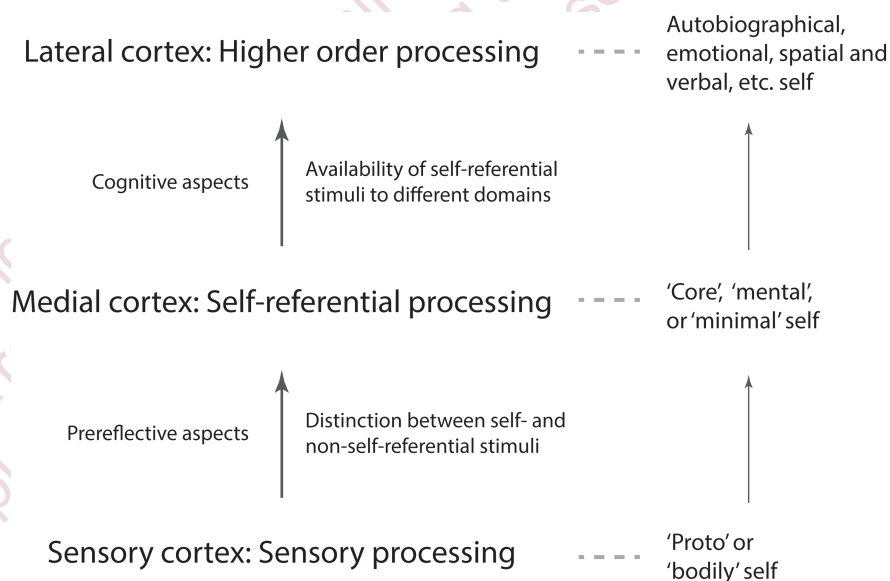 Autobiographical,
Lateral cortex: Higher order processing
emotional, spatial and
verbal, etc. self
Cognitive aspects
Availability of self-referential
stimuli to different domains
Medial cortex: Self-referential processing
‘Core’, ‘mental’,
or ‘minimal’ self
Prereflective aspects
Distinction between self- and
non-self-referential stimuli
Sensory cortex: Sensory processing
‘Proto’ or
‘bodily’ self